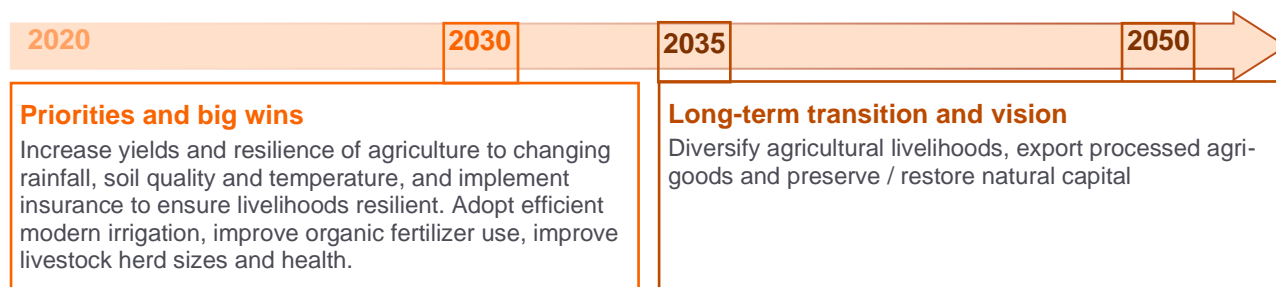 2020 2030 2035 2050
Priorities and big wins
Increase yields and resilience of agriculture to changing
rainfall, soil quality and temperature, and implement
insurance to ensure livelihoods resilient. Adopt efficient
modern irrigation, improve organic fertilizer use, improve
livestock herd sizes and health.
Long-term transition and vision
Diversify agricultural livelihoods, export processed agri-
goods and preserve / restore natural capital